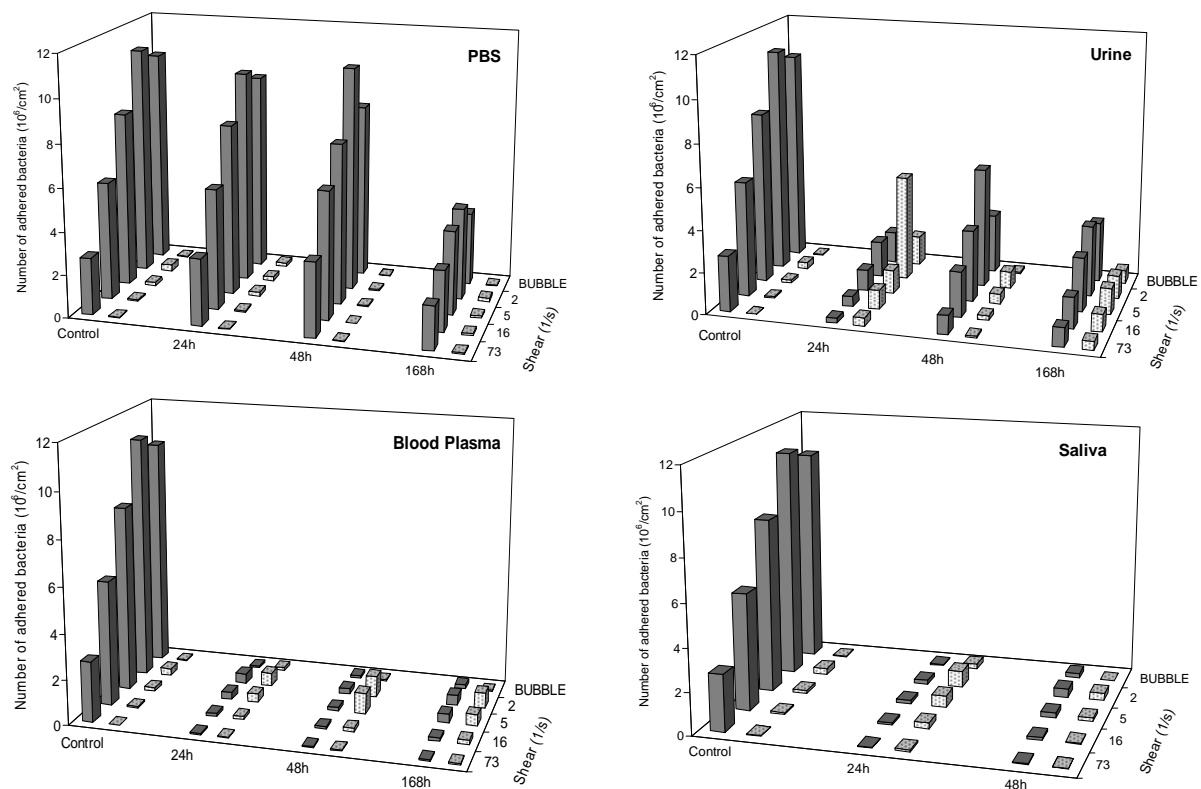 PBS
Number of adhered bacteria (10⁶/cm²)
12
10
8
6
4
2
0
Control
24h
48h
168h
73
16
5
2
BUBBLE
Shear (1/s)
Urine
Number of adhered bacteria (10⁶/cm²)
12
10
8
6
4
2
0
Control
24h
48h
168h
73
16
5
2
BUBBLE
Shear (1/s)
Blood Plasma
Number of adhered bacteria (10⁶/cm²)
12
10
8
6
4
2
0
Control
24h
48h
168h
73
16
5
2
BUBBLE
Shear (1/s)
Saliva
Number of adhered bacteria (10⁶/cm²)
12
10
8
6
4
2
0
Control
24h
48h
73
16
5
2
BUBBLE
Shear (1/s)